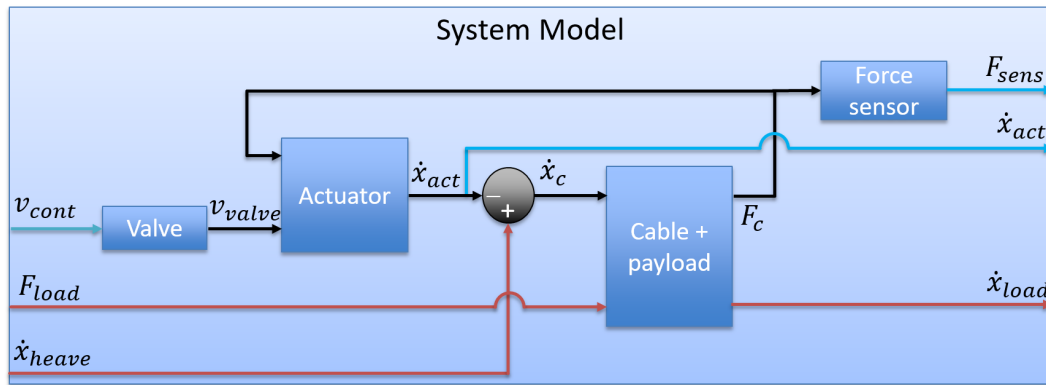 System Model
Force
sensor
F_sens
ẋ_act
Actuator
ẋ_act
−
+
ẋ_c
v_cont
Valve
v_valve
Cable +
payload
F_c
F_load
ẋ_load
ẋ_heave